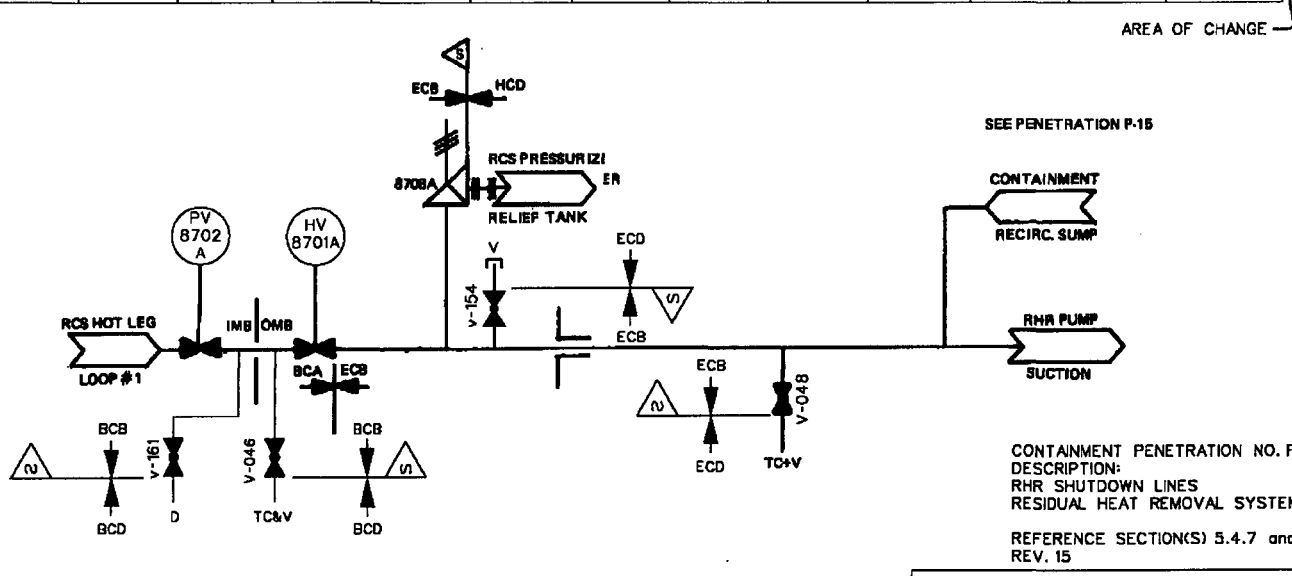 AREA OF CHANGE
S
ECB HCD
SEE PENETRATION P-15
RCS PRESSURIZI
ER
8708A
RELIEF TANK
CONTAINMENT
RECIRC. SUMP
PV
8702
A
HV
8701A
V
ECD
V-154
S
ECB
RCS HOT LEG
LOOP #1
IMB OMB
BCA ECB
RHR PUMP
SUCTION
ECB
2
V-048
ECD
TC+V
BCB
2
V-161
BCD
D
V-046
TC&V
BCB
S
BCD
CONTAINMENT PENETRATION NO.
DESCRIPTION:
RHR SHUTDOWN LINES
RESIDUAL HEAT REMOVAL SYSTEM
REFERENCE SECTION(S) 5.4.7 and
REV. 15